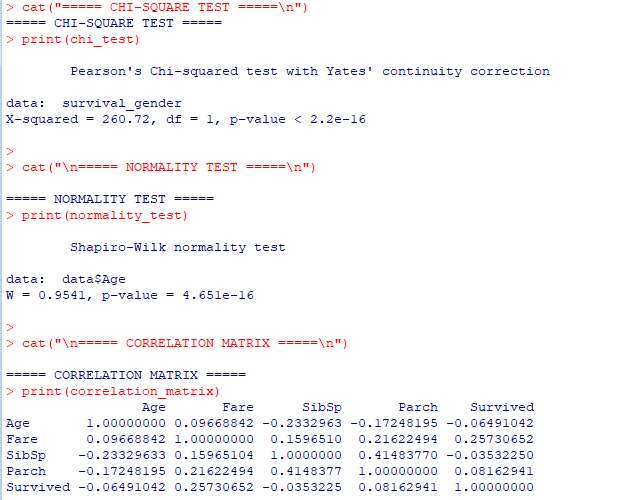 > cat("===== CHI-SQUARE TEST =====\n")
===== CHI-SQUARE TEST =====
> print(chi_test)
Pearson's Chi-squared test with Yates' continuity correction
data:  survival_gender
X-squared = 260.72, df = 1, p-value < 2.2e-16
>
> cat("\n===== NORMALITY TEST =====\n")
===== NORMALITY TEST =====
> print(normality_test)
Shapiro-Wilk normality test
data:  data$Age
W = 0.9541, p-value = 4.651e-16
>
> cat("\n===== CORRELATION MATRIX =====\n")
===== CORRELATION MATRIX =====
> print(correlation_matrix)
Age Fare SibSp Parch Survived
Age 1.00000000 0.09668842 -0.2332963 -0.17248195 -0.06491042
Fare 0.09668842 1.00000000 0.1596510 0.21622494 0.25730652
SibSp -0.23329633 0.15965104 1.0000000 0.41483770 -0.03532250
Parch -0.17248195 0.21622494 0.4148377 1.00000000 0.08162941
Survived -0.06491042 0.25730652 -0.0353225 0.08162941 1.00000000